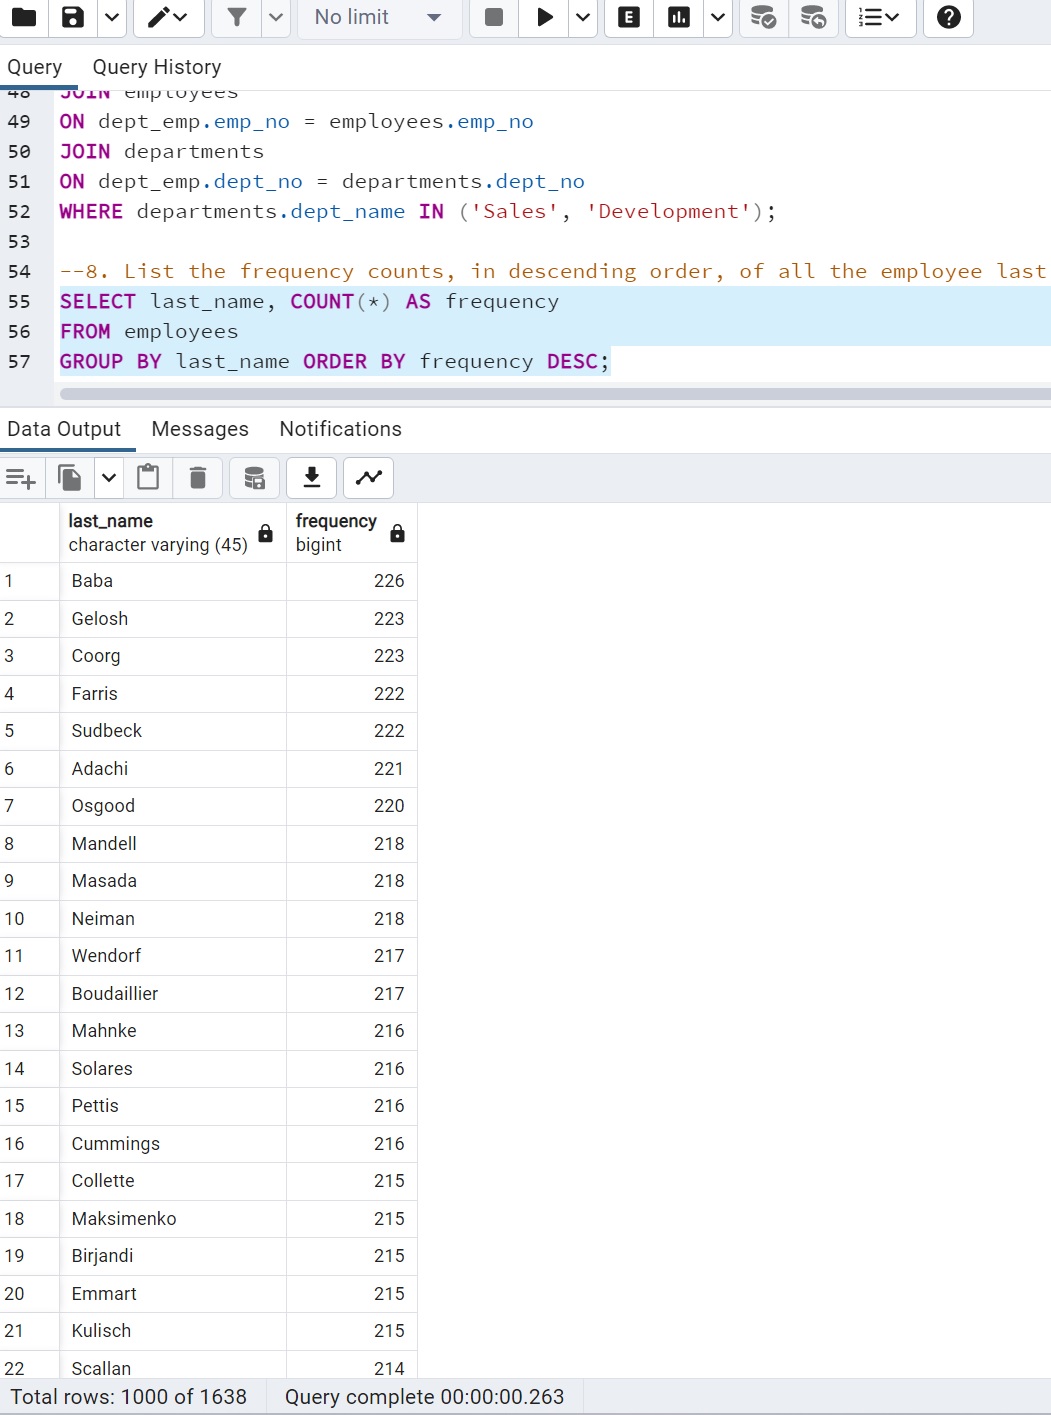 No limit
E
Query Query History
48 JOIN employees
49 ON dept_emp.emp_no = employees.emp_no
50 JOIN departments
51 ON dept_emp.dept_no = departments.dept_no
52 WHERE departments.dept_name IN ('Sales', 'Development');
53
54 --8. List the frequency counts, in descending order, of all the employee last
55 SELECT last_name, COUNT(*) AS frequency
56 FROM employees
57 GROUP BY last_name ORDER BY frequency DESC;
Data Output Messages Notifications
last_name frequency
character varying (45) bigint
1 Baba 226
2 Gelosh 223
3 Coorg 223
4 Farris 222
5 Sudbeck 222
6 Adachi 221
7 Osgood 220
8 Mandell 218
9 Masada 218
10 Neiman 218
11 Wendorf 217
12 Boudaillier 217
13 Mahnke 216
14 Solares 216
15 Pettis 216
16 Cummings 216
17 Collette 215
18 Maksimenko 215
19 Birjandi 215
20 Emmart 215
21 Kulisch 215
22 Scallan 214
Total rows: 1000 of 1638 Query complete 00:00:00.263